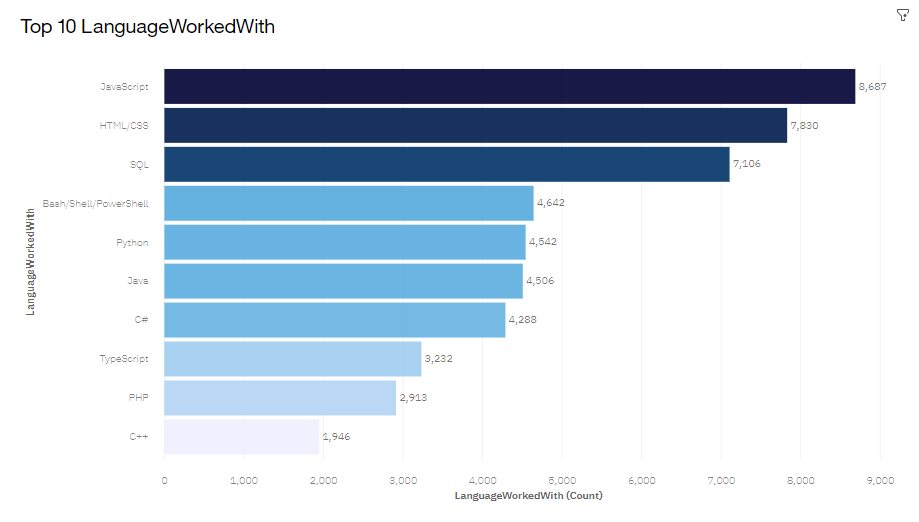 Top 10 LanguageWorkedWith
LanguageWorkedWith
JavaScript 8,687
HTML/CSS 7,830
SQL 7,106
Bash/Shell/PowerShell 4,642
Python 4,542
Java 4,506
C# 4,288
TypeScript 3,232
PHP 2,913
C++ 1,946
0 1,000 2,000 3,000 4,000 5,000 6,000 7,000 8,000 9,000
LanguageWorkedWith (Count)